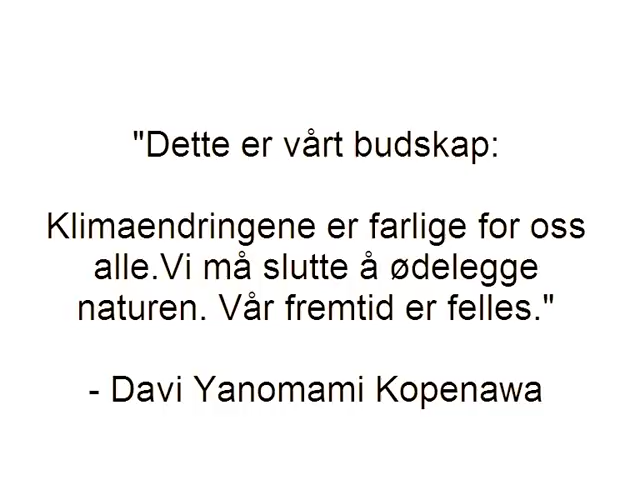 "Dette er vårt budskap:
Klimaendringene er farlige for oss
alle.Vi må slutte å ødelegge
naturen. Vår fremtid er felles."
- Davi Yanomami Kopenawa